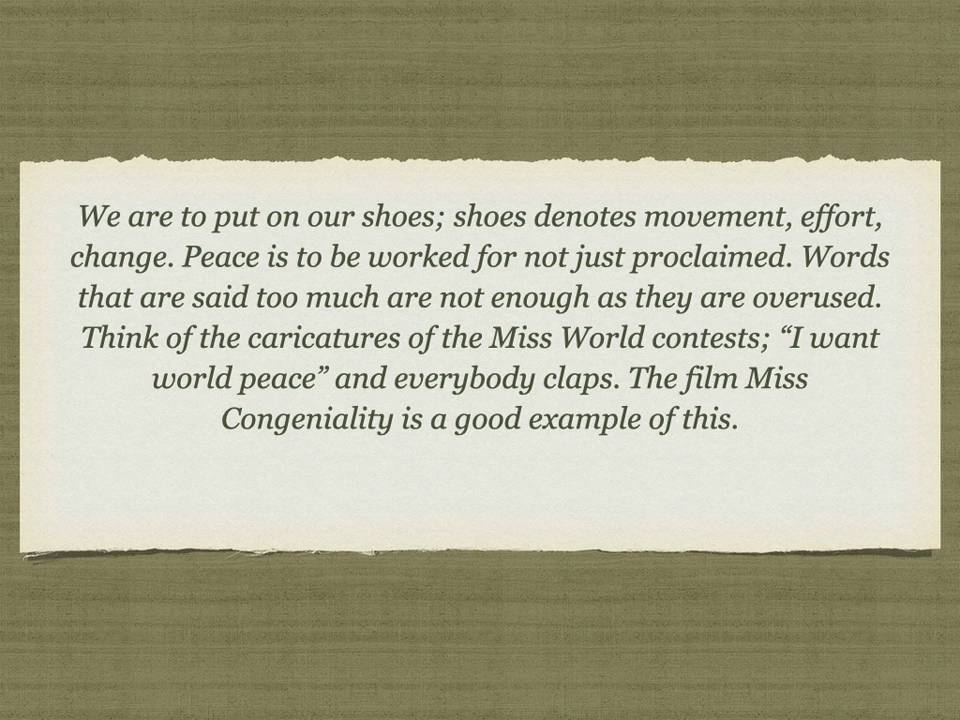 We are to put on our shoes; shoes denotes movement, effort,
change. Peace is to be worked for not just proclaimed. Words
that are said too much are not enough as they are overused.
Think of the caricatures of the Miss World contests; “I want
world peace” and everybody claps. The film Miss
Congeniality is a good example of this.